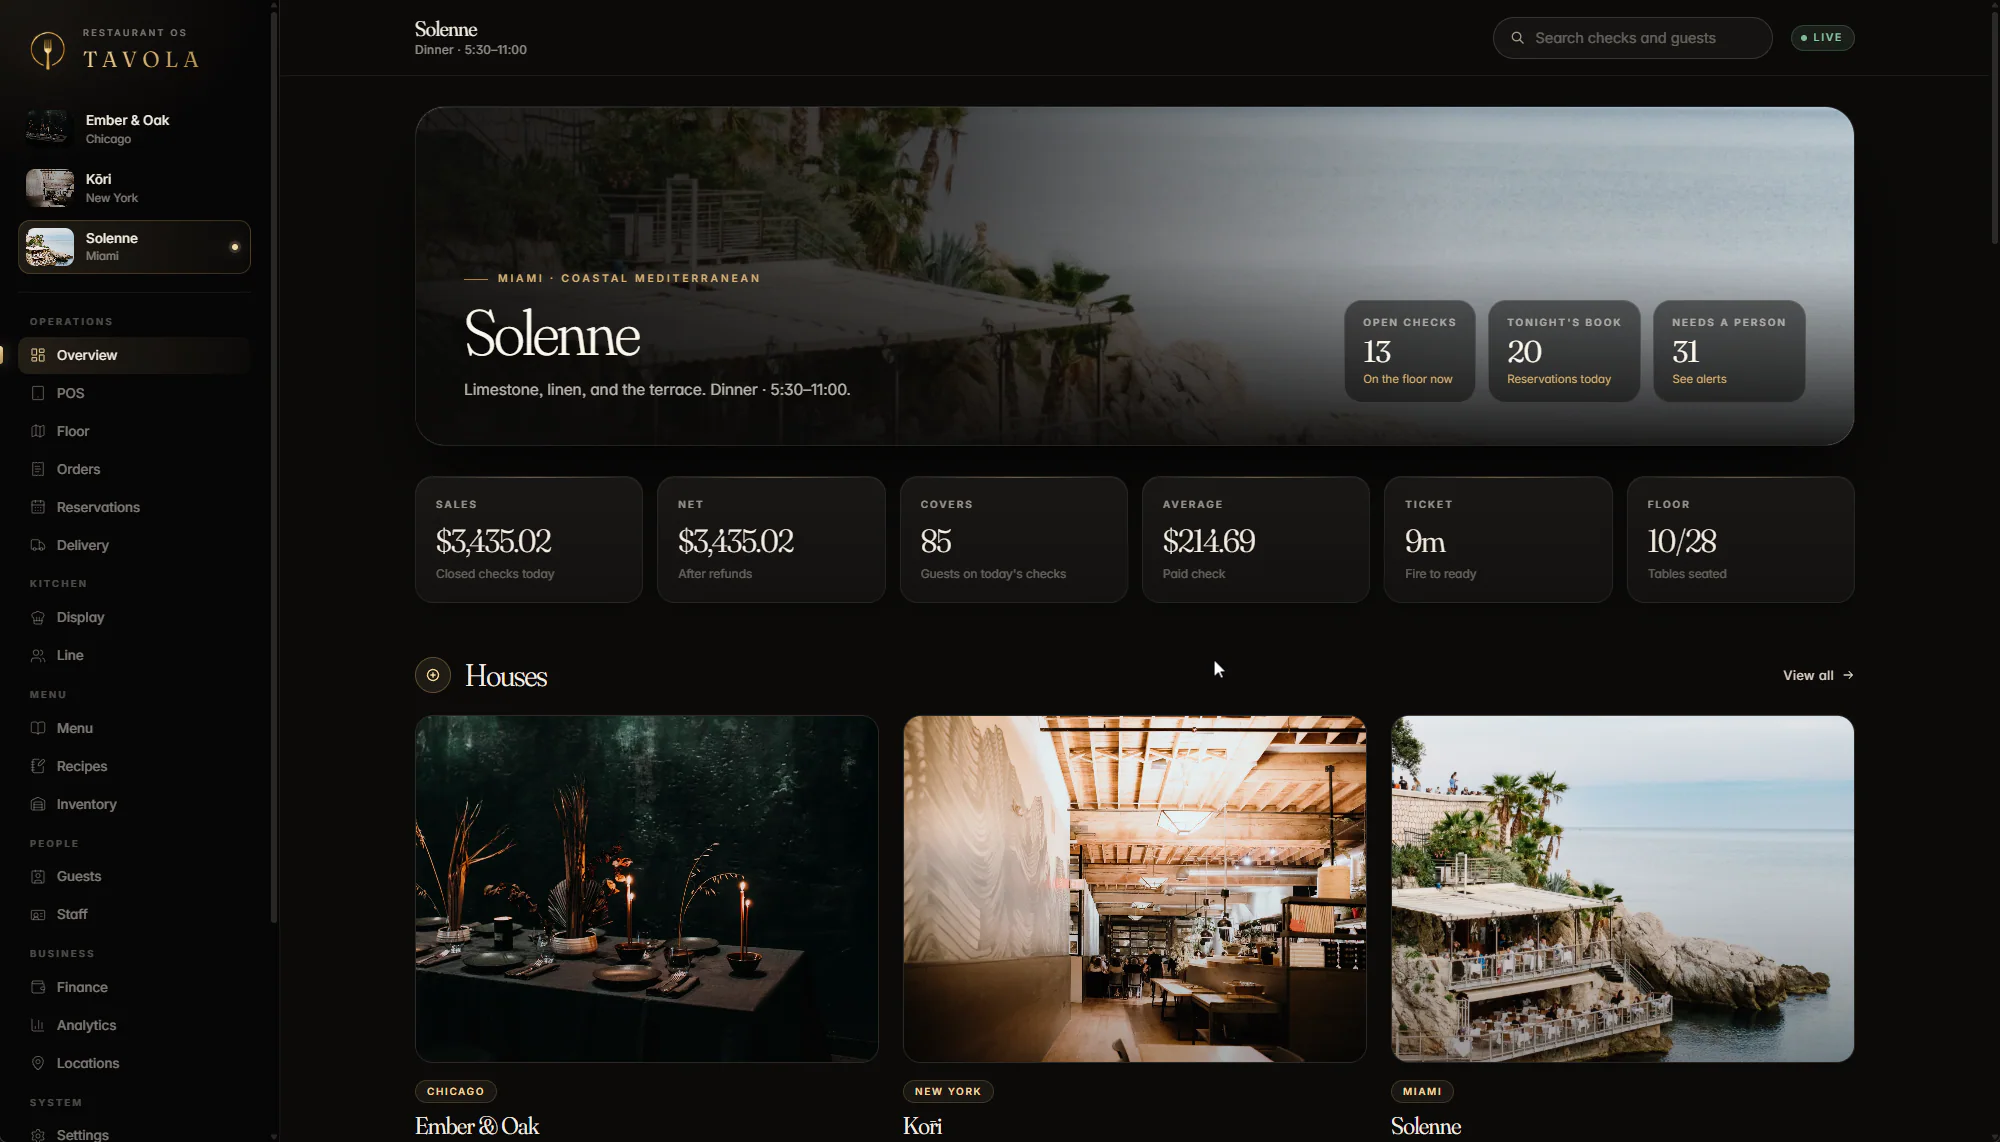 RESTAURANT OS
TAVOLA
Ember & Oak
Chicago
Kōri
New York
Solenne
Miami
OPERATIONS
Overview
POS
Floor
Orders
Reservations
Delivery
KITCHEN
Display
Line
MENU
Menu
Recipes
Inventory
PEOPLE
Guests
Staff
BUSINESS
Finance
Analytics
Locations
SYSTEM
Settings
Solenne
Dinner · 5:30–11:00
Search checks and guests
LIVE
MIAMI · COASTAL MEDITERRANEAN
Solenne
Limestone, linen, and the terrace. Dinner · 5:30–11:00.
OPEN CHECKS
13
On the floor now
TONIGHT'S BOOK
20
Reservations today
NEEDS A PERSON
31
See alerts
SALES
$3,435.02
Closed checks today
NET
$3,435.02
After refunds
COVERS
85
Guests on today's checks
AVERAGE
$214.69
Paid check
TICKET
9m
Fire to ready
FLOOR
10/28
Tables seated
Houses
View all
CHICAGO
Ember & Oak
NEW YORK
Kōri
MIAMI
Solenne